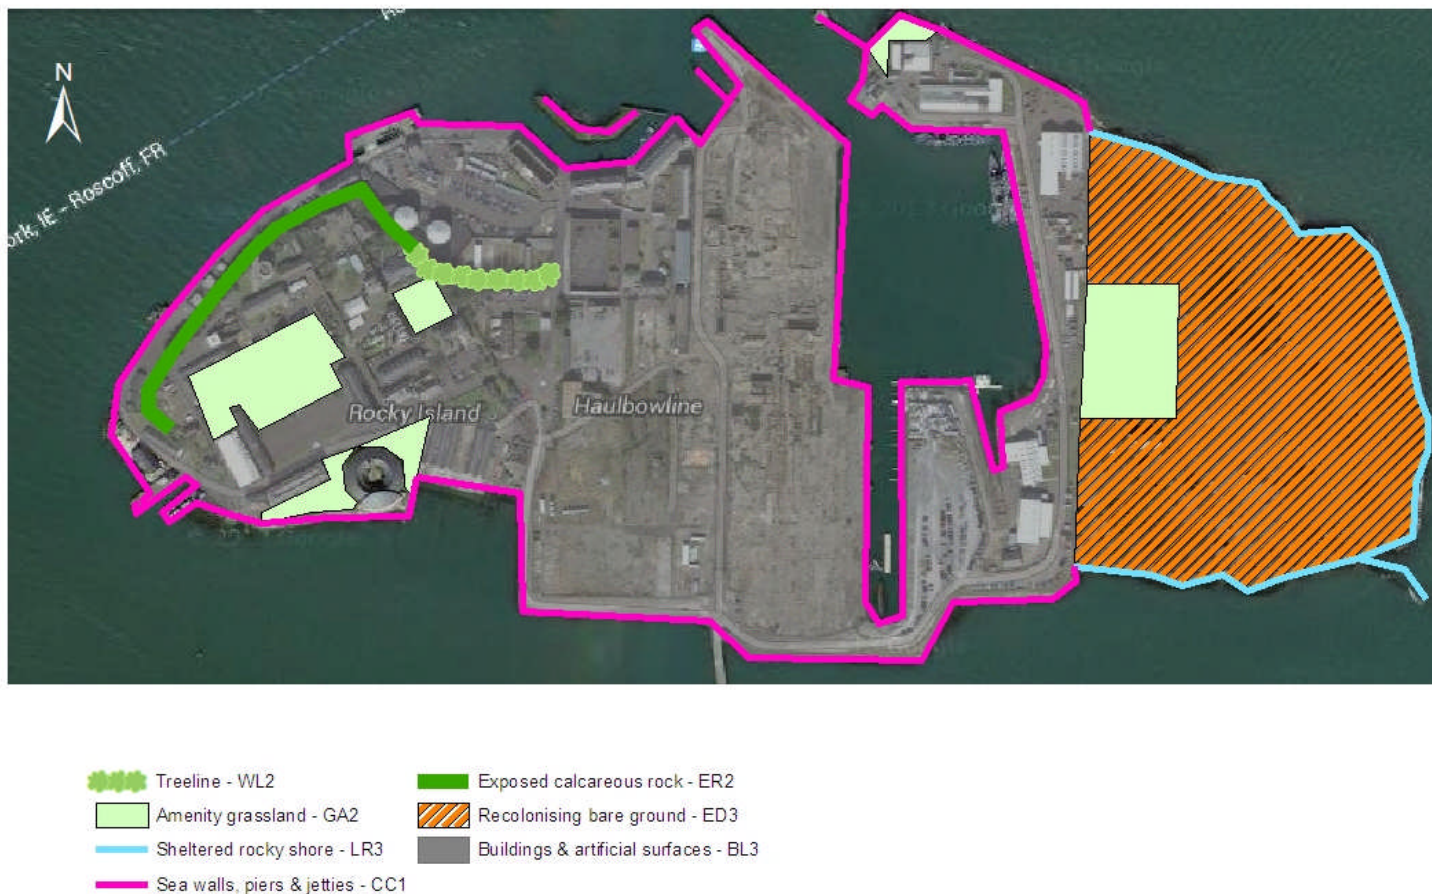 N
ork, IE - Roscoff, FR
Rocky Island
Haulbowline
Treeline - WL2
Exposed calcareous rock - ER2
Amenity grassland - GA2
Recolonising bare ground - ED3
Sheltered rocky shore - LR3
Buildings & artificial surfaces - BL3
Sea walls, piers & jetties - CC1